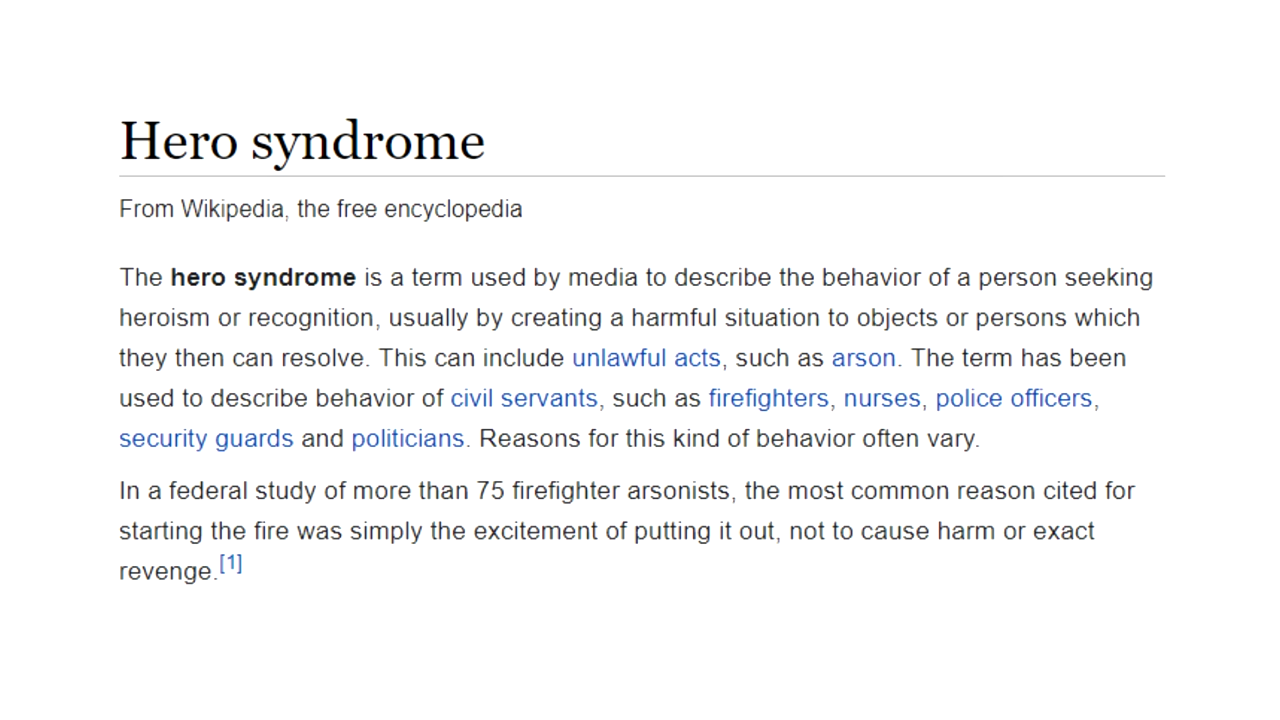 Hero syndrome
From Wikipedia, the free encyclopedia
The hero syndrome is a term used by media to describe the behavior of a person seeking
heroism or recognition, usually by creating a harmful situation to objects or persons which
they then can resolve. This can include unlawful acts, such as arson. The term has been
used to describe behavior of civil servants, such as firefighters, nurses, police officers,
security guards and politicians. Reasons for this kind of behavior often vary.
In a federal study of more than 75 firefighter arsonists, the most common reason cited for
starting the fire was simply the excitement of putting it out, not to cause harm or exact
revenge.[1]